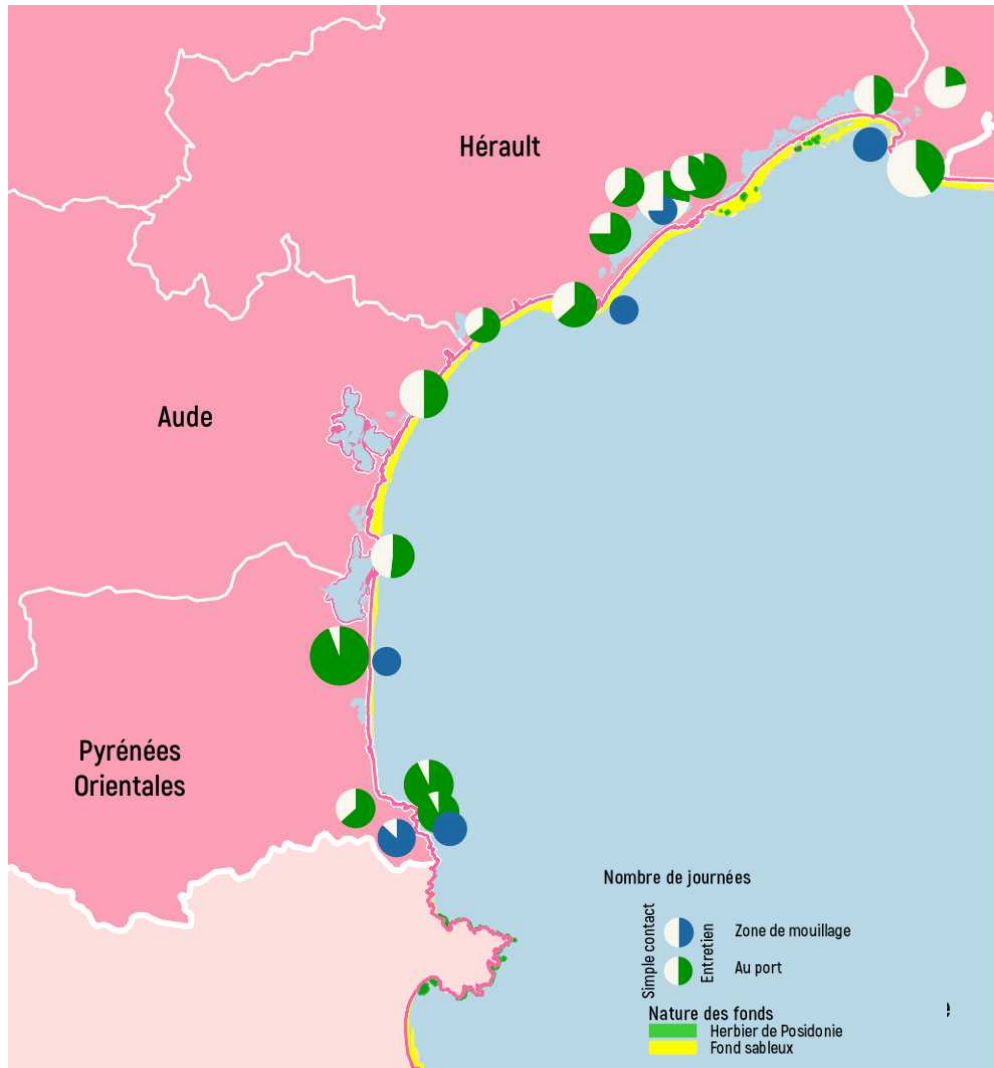 Hérault
Aude
Pyrénées
Orientales
Nombre de journées
Simple contact
Entretien
Zone de mouillage
Au port
Nature des fonds
Herbier de Posidonie
Fond sableux